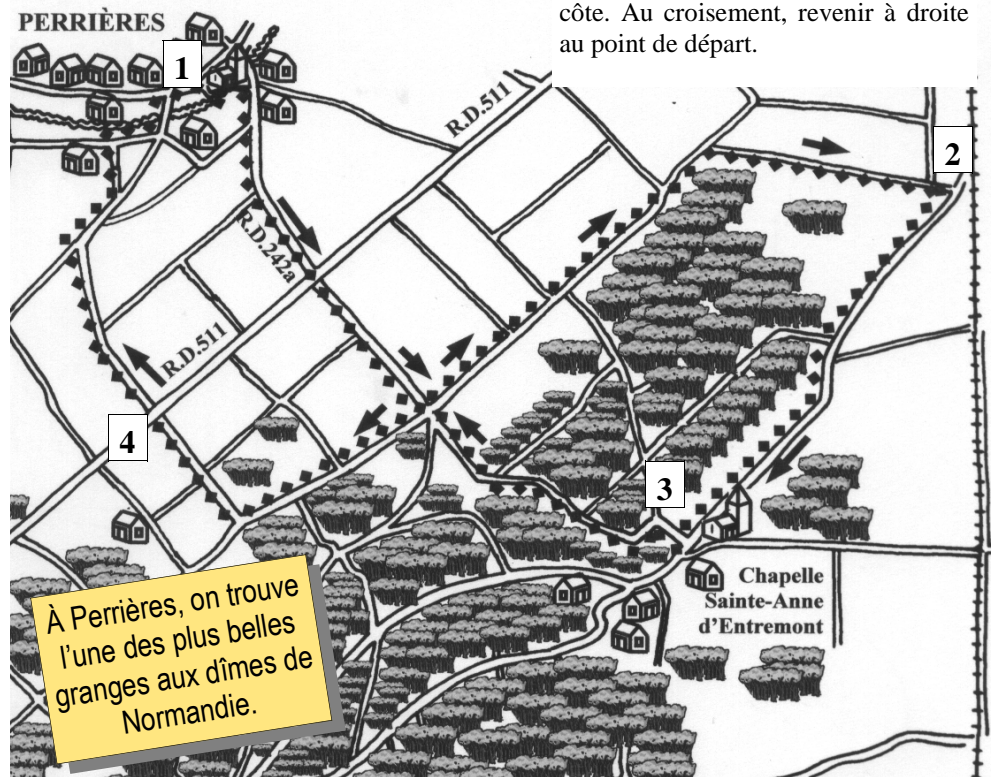 côte. Au croisement, revenir à droite
au point de départ.
PERRIÈRES
1
R.D.511
2
R.D.242a
R.D.511
4
3
Chapelle
Sainte-Anne
d'Entremont
À Perrières, on trouve
l'une des plus belles
granges aux dîmes de
Normandie.